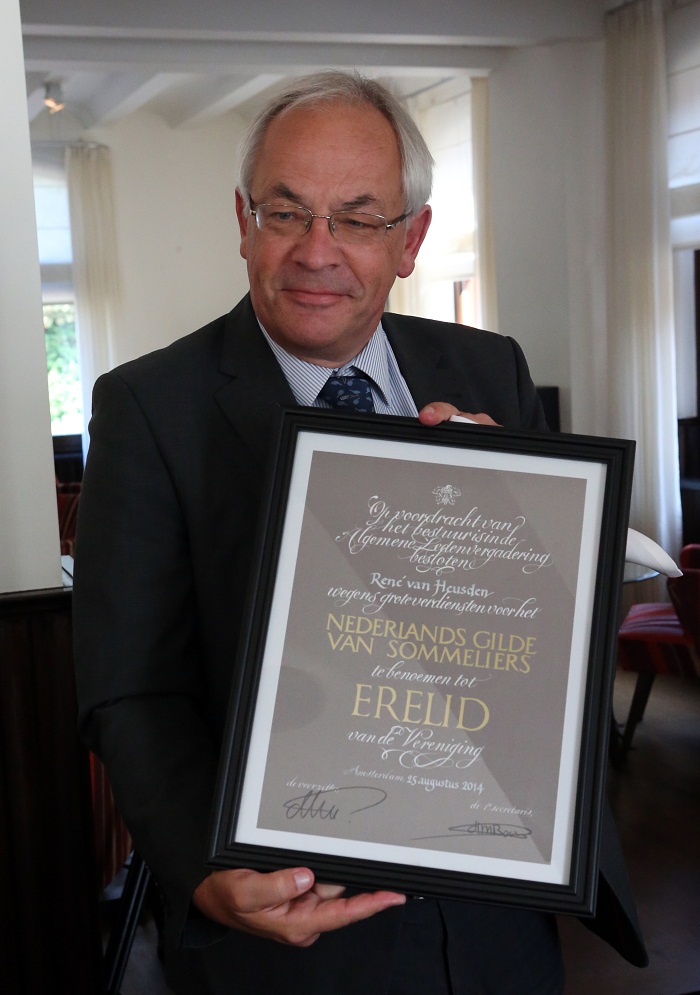 Op voordracht van
het bestuur is in de
Algemene Ledenvergadering
besloten
René van Heusden
wegens grote verdiensten voor het
NEDERLANDS GILDE
VAN SOMMELIERS
te benoemen tot
ERELID
van de Vereniging
Amsterdam, 25 augustus 2014
de voorzitter
de 1e secretaris